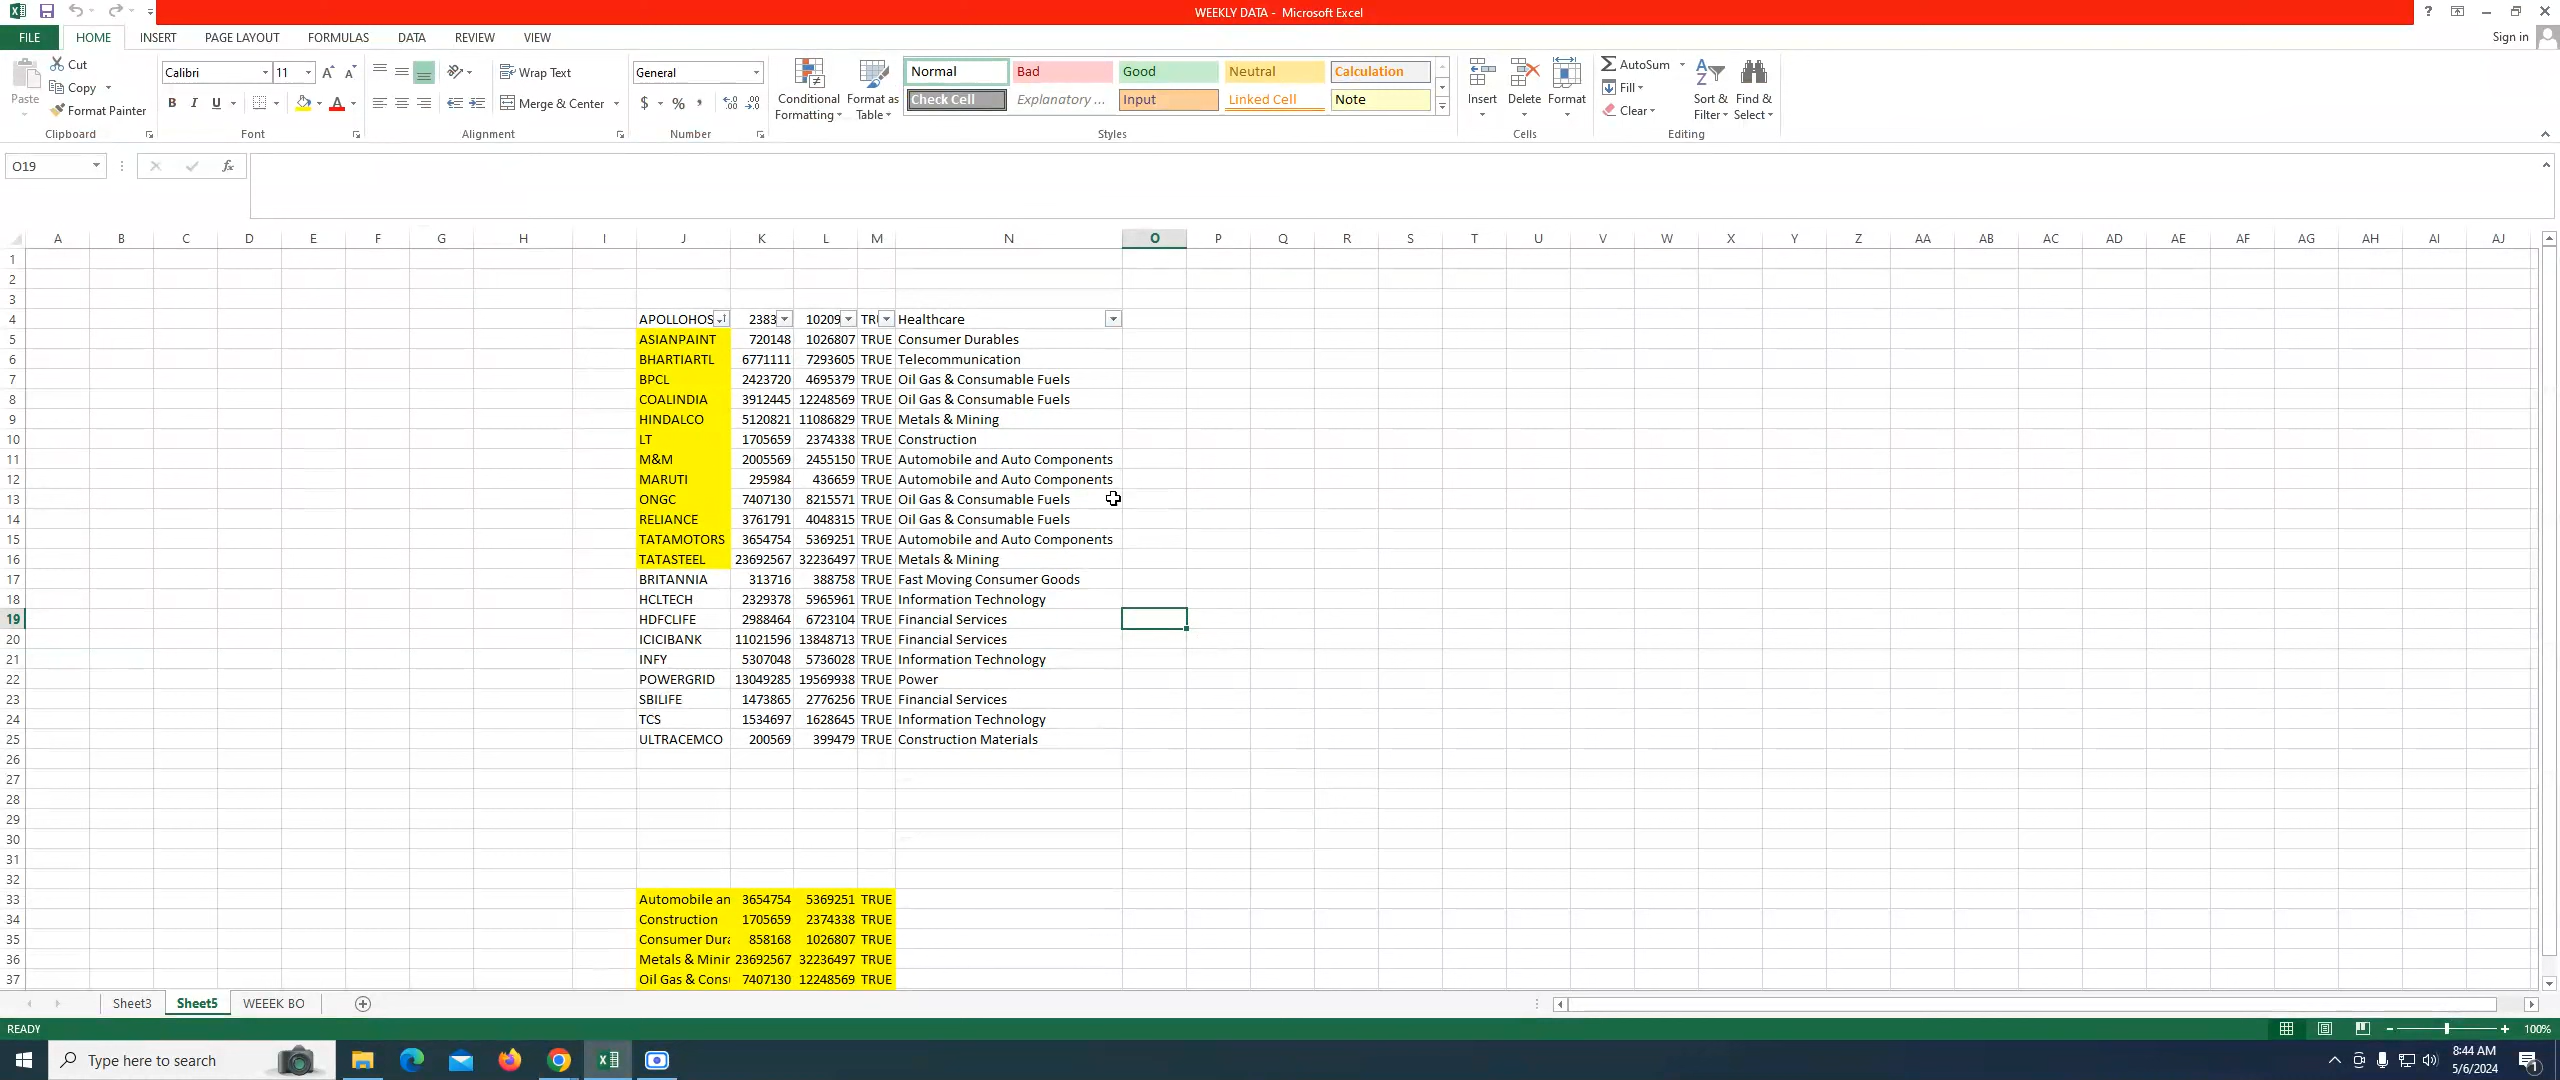 WEEKLY DATA - Microsoft Excel
Sign in
FILE HOME INSERT PAGE LAYOUT FORMULAS DATA REVIEW VIEW
Paste Cut Copy Format Painter Clipboard
Calibri 11 B I U Font
Wrap Text Merge & Center Alignment
General $ % Number
Conditional Formatting Format as Table
Normal Bad Good Neutral Calculation
Check Cell Explanatory ... Input Linked Cell Note
Styles
Insert Delete Format Cells
AutoSum Fill Clear Sort & Filter Find & Select Editing
O19 fx
A B C D E F G H I J K L M N O P Q R S T U V W X Y Z AA AB AC AD AE AF AG AH AI AJ
1
2
3
4 APOLLOHOS 2383 10209 TRU Healthcare
5 ASIANPAINT 720148 1026807 TRUE Consumer Durables
6 BHARTIARTL 6771111 7293605 TRUE Telecommunication
7 BPCL 2423720 4695379 TRUE Oil Gas & Consumable Fuels
8 COALINDIA 3912445 12248569 TRUE Oil Gas & Consumable Fuels
9 HINDALCO 5120821 11086829 TRUE Metals & Mining
10 LT 1705659 2374338 TRUE Construction
11 M&M 2005569 2455150 TRUE Automobile and Auto Components
12 MARUTI 295984 436659 TRUE Automobile and Auto Components
13 ONGC 7407130 8215571 TRUE Oil Gas & Consumable Fuels
14 RELIANCE 3761791 4048315 TRUE Oil Gas & Consumable Fuels
15 TATAMOTORS 3654754 5369251 TRUE Automobile and Auto Components
16 TATASTEEL 23692567 32236497 TRUE Metals & Mining
17 BRITANNIA 313716 388758 TRUE Fast Moving Consumer Goods
18 HCLTECH 2329378 5965961 TRUE Information Technology
19 HDFCLIFE 2988464 6723104 TRUE Financial Services
20 ICICIBANK 11021596 13848713 TRUE Financial Services
21 INFY 5307048 5736028 TRUE Information Technology
22 POWERGRID 13049285 19569938 TRUE Power
23 SBILIFE 1473865 2776256 TRUE Financial Services
24 TCS 1534697 1628645 TRUE Information Technology
25 ULTRACEMCO 200569 399479 TRUE Construction Materials
26
27
28
29
30
31
32
33 Automobile an 3654754 5369251 TRUE
34 Construction 1705659 2374338 TRUE
35 Consumer Dura 858168 1026807 TRUE
36 Metals & Minin 23692567 32236497 TRUE
37 Oil Gas & Cons 7407130 12248569 TRUE
Sheet3 Sheet5 WEEEK BO
READY 100%
Type here to search
8:44 AM
5/6/2024